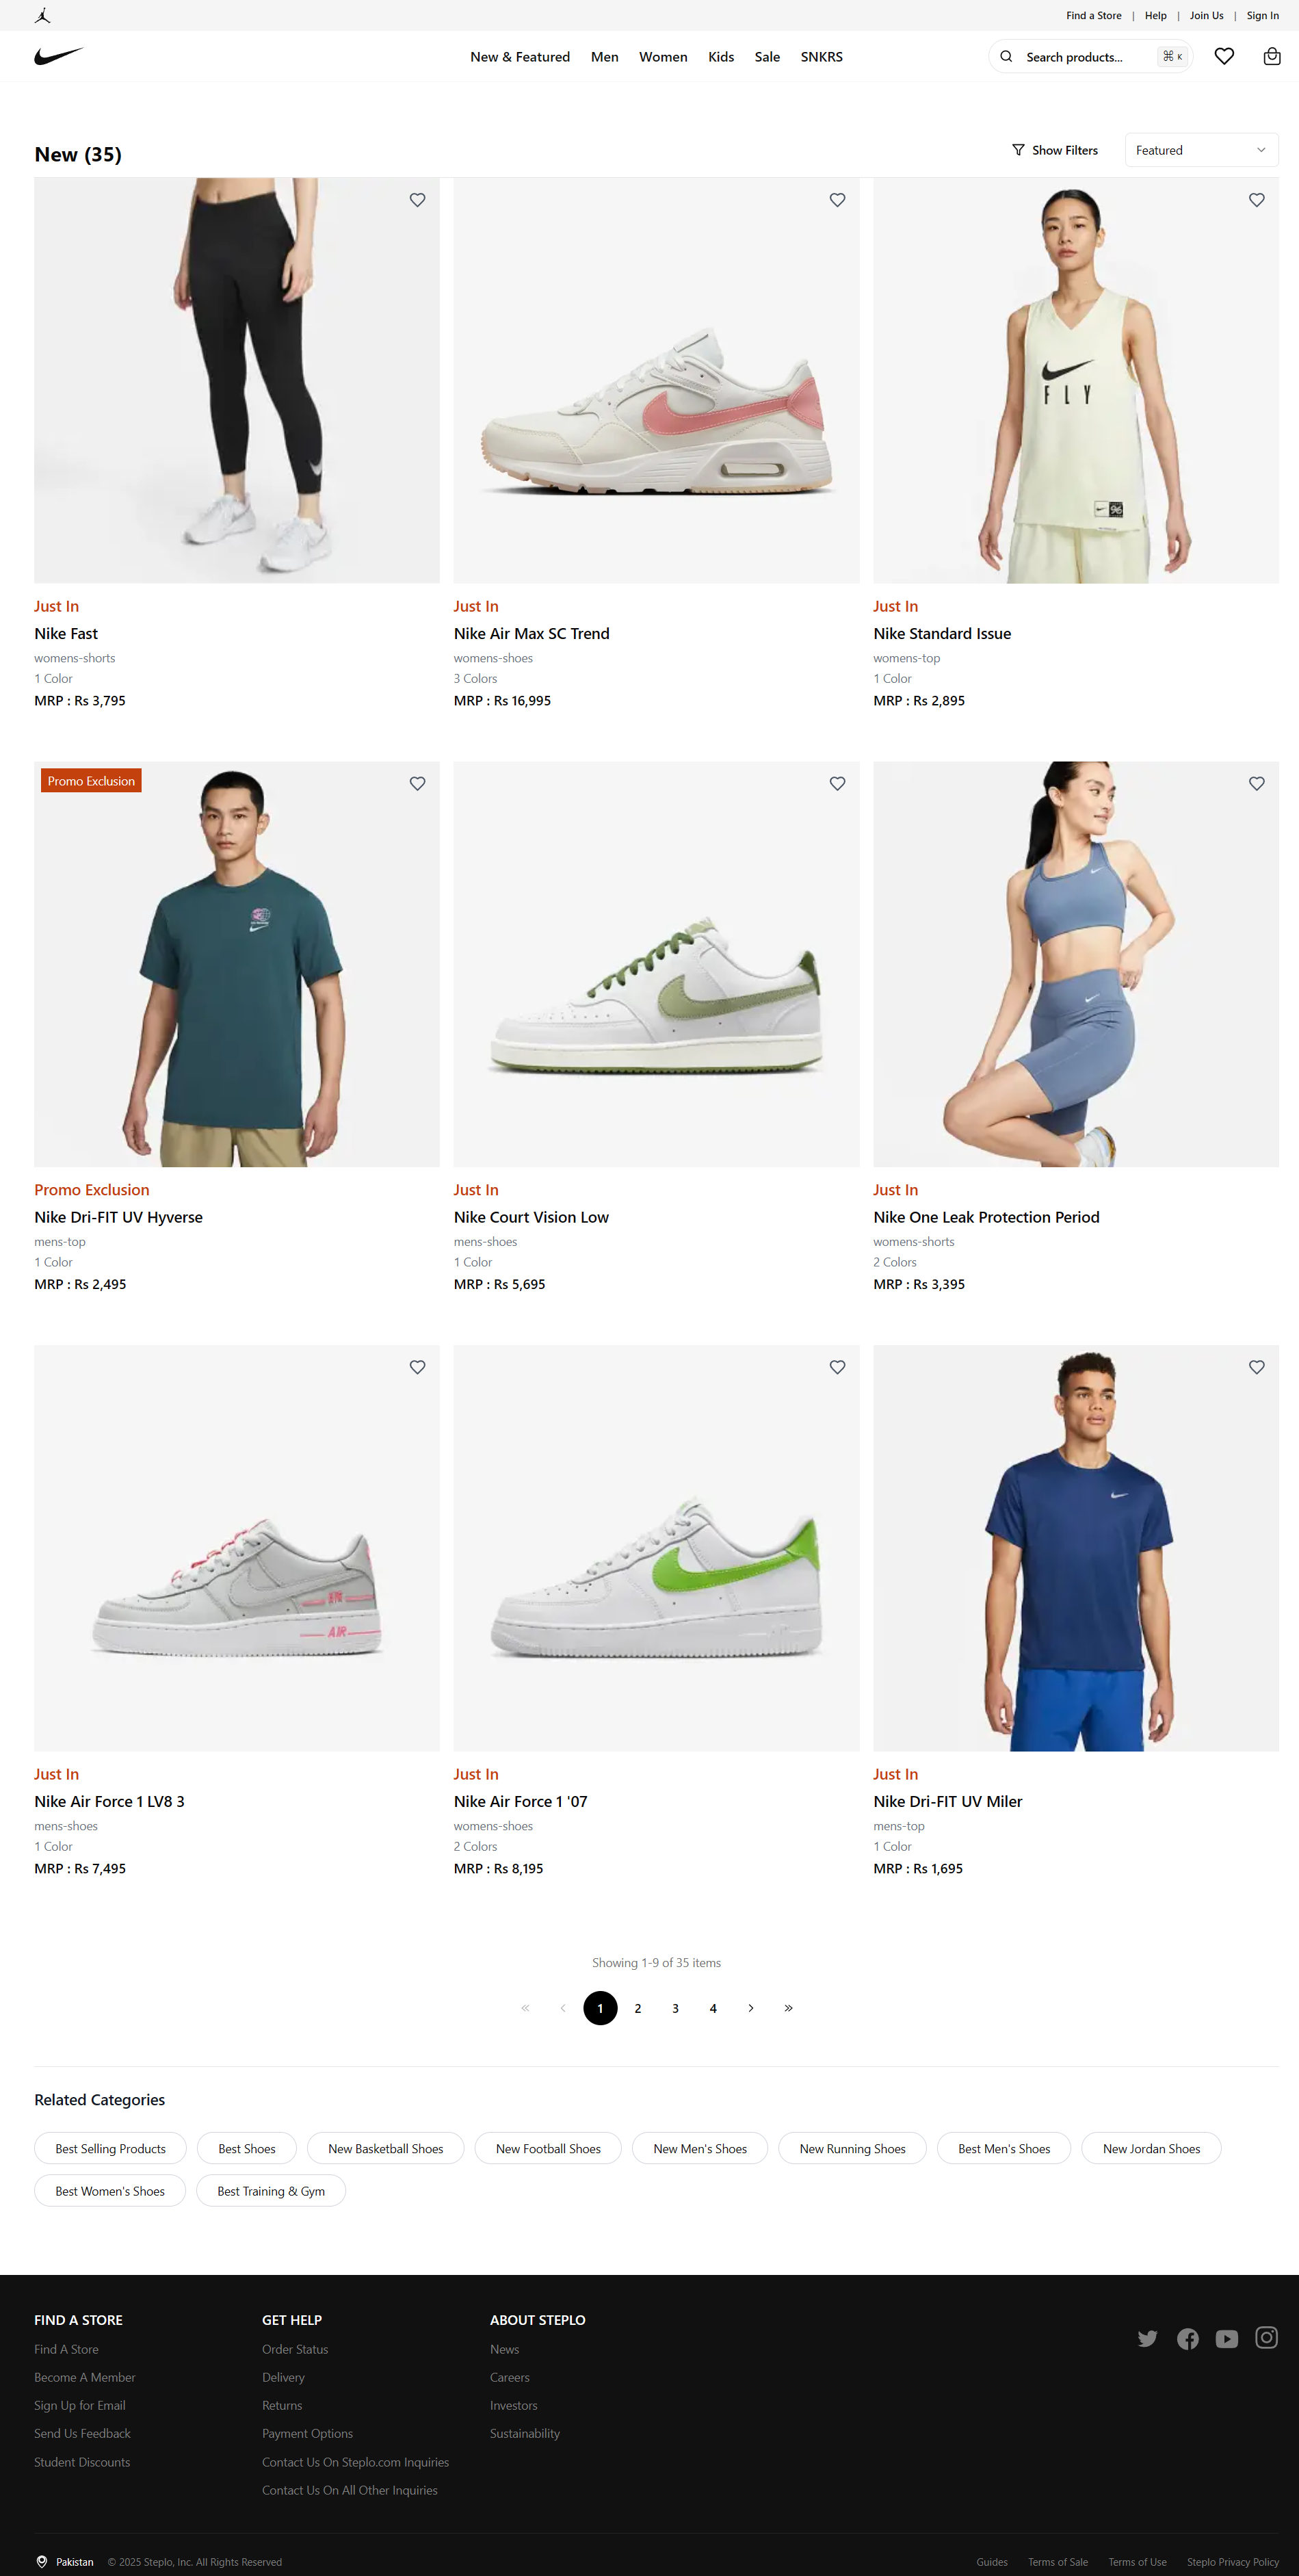 Find a Store | Help | Join Us | Sign In
New & Featured Men Women Kids Sale SNKRS Search products... ⌘ K
New (35) Show Filters Featured
FLY
96
Just In Just In Just In
Nike Fast Nike Air Max SC Trend Nike Standard Issue
womens-shorts womens-shoes womens-top
1 Color 3 Colors 1 Color
MRP : Rs 3,795 MRP : Rs 16,995 MRP : Rs 2,895
Promo Exclusion
Promo Exclusion Just In Just In
Nike Dri-FIT UV Hyverse Nike Court Vision Low Nike One Leak Protection Period
mens-top mens-shoes womens-shorts
1 Color 1 Color 2 Colors
MRP : Rs 2,495 MRP : Rs 5,695 MRP : Rs 3,395
AIR
Just In Just In Just In
Nike Air Force 1 LV8 3 Nike Air Force 1 '07 Nike Dri-FIT UV Miler
mens-shoes womens-shoes mens-top
1 Color 2 Colors 1 Color
MRP : Rs 7,495 MRP : Rs 8,195 MRP : Rs 1,695
Showing 1-9 of 35 items
« ‹ 1 2 3 4 › »
Related Categories
Best Selling Products Best Shoes New Basketball Shoes New Football Shoes New Men's Shoes New Running Shoes Best Men's Shoes New Jordan Shoes
Best Women's Shoes Best Training & Gym
FIND A STORE GET HELP ABOUT STEPLO
Find A Store Order Status News
Become A Member Delivery Careers
Sign Up for Email Returns Investors
Send Us Feedback Payment Options Sustainability
Student Discounts Contact Us On Steplo.com Inquiries
Contact Us On All Other Inquiries
Pakistan © 2025 Steplo, Inc. All Rights Reserved Guides Terms of Sale Terms of Use Steplo Privacy Policy